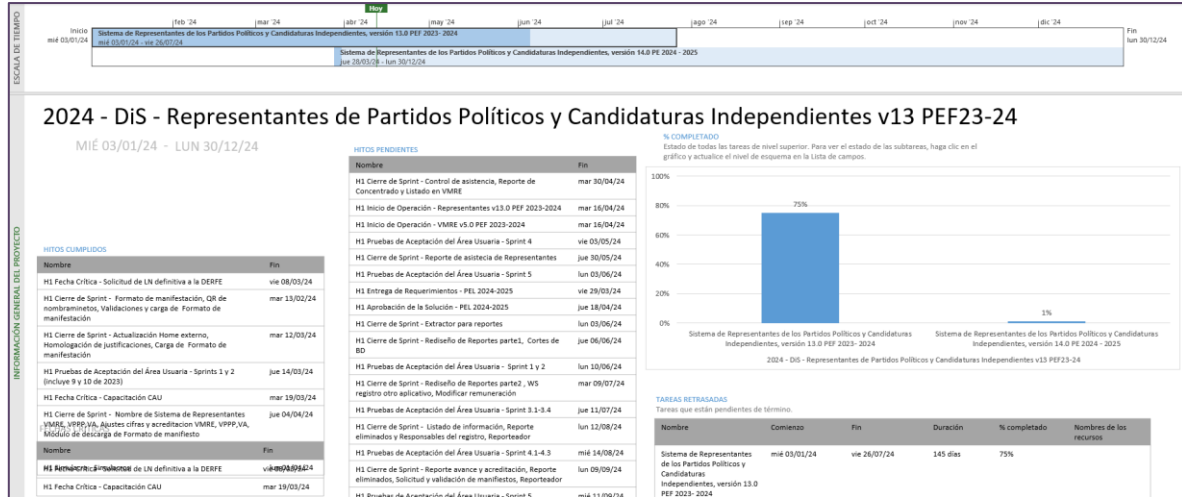 Hoy
ESCALA DE TIEMPO
feb '24 mar '24 abr '24 may '24 jun '24 jul '24 ago '24 sep '24 oct '24 nov '24 dic '24
Inicio
mié 03/01/24
Sistema de Representantes de los Partidos Políticos y Candidaturas Independientes, versión 13.0 PEF 2023- 2024
mié 03/01/24 - vie 26/07/24
Sistema de Representantes de los Partidos Políticos y Candidaturas Independientes, versión 14.0 PE 2024 - 2025
jue 28/03/24 - lun 30/12/24
Fin
lun 30/12/24
INFORMACIÓN GENERAL DEL PROYECTO
2024 - DiS - Representantes de Partidos Políticos y Candidaturas Independientes v13 PEF23-24
MIÉ 03/01/24 - LUN 30/12/24
HITOS CUMPLIDOS
Nombre Fin
H1 Fecha Crítica - Solicitud de LN definitiva a la DERFE vie 08/03/24
H1 Cierre de Sprint - Formato de manifestación, QR de mar 13/02/24
nombraminetos, Validaciones y carga de Formato de
manifestación
H1 Cierre de Sprint - Actualización Home externo, mar 12/03/24
Homologación de justificaciones, Carga de Formato de
manifestación
H1 Pruebas de Aceptación del Área Usuaria - Sprints 1 y 2 jue 14/03/24
(incluye 9 y 10 de 2023)
H1 Fecha Crítica - Capacitación CAU mar 19/03/24
H1 Cierre de Sprint - Nombre de Sistema de Representantes jue 04/04/24
VMRE, VPPP,VA, Ajustes cifras y acreditacion VMRE, VPPP,VA,
Módulo de descarga de Formato de manifiesto
Nombre Fin
H1 Fecha Crítica - Solicitud de LN definitiva a la DERFE vie 08/03/24
H1 Fecha Crítica - Capacitación CAU mar 19/03/24
HITOS PENDIENTES
Nombre Fin
H1 Cierre de Sprint - Control de asistencia, Reporte de mar 30/04/24
Concentrado y Listado en VMRE
H1 Inicio de Operación - Representantes v13.0 PEF 2023-2024 mar 16/04/24
H1 Inicio de Operación - VMRE v5.0 PEF 2023-2024 mar 16/04/24
H1 Pruebas de Aceptación del Área Usuaria - Sprint 4 vie 03/05/24
H1 Cierre de Sprint - Reporte de asistecia de Representantes jue 30/05/24
H1 Pruebas de Aceptación del Área Usuaria - Sprint 5 lun 03/06/24
H1 Entrega de Requerimientos - PEL 2024-2025 vie 29/03/24
H1 Aprobación de la Solución - PEL 2024-2025 jue 18/04/24
H1 Cierre de Sprint - Extractor para reportes lun 03/06/24
H1 Cierre de Sprint - Rediseño de Reportes parte1, Cortes de jue 06/06/24
BD
H1 Pruebas de Aceptación del Área Usuaria - Sprint 1 y 2 lun 10/06/24
H1 Cierre de Sprint - Rediseño de Reportes parte2 , WS mar 09/07/24
registro otro aplicativo, Modificar remuneración
H1 Pruebas de Aceptación del Área Usuaria - Sprint 3.1-3.4 jue 11/07/24
H1 Cierre de Sprint - Listado de información, Reporte lun 12/08/24
eliminados y Responsables del registro, Reporteador
H1 Pruebas de Aceptación del Área Usuaria - Sprint 4.1-4.3 mié 14/08/24
H1 Cierre de Sprint - Reporte avance y acreditación, Reporte lun 09/09/24
eliminados, Solicitud y validación de manifiestos, Reporteador
H1 Pruebas de Aceptación del Área Usuaria - Sprint 5 mié 11/09/24
% COMPLETADO
Estado de todas las tareas de nivel superior. Para ver el estado de las subtareas, haga clic en el
gráfico y actualice el nivel de esquema en la Lista de campos.
100%
80%
60%
40%
20%
0%
75%
1%
Sistema de Representantes de los Partidos Políticos y Candidaturas
Independientes, versión 13.0 PEF 2023- 2024
Sistema de Representantes de los Partidos Políticos y Candidaturas
Independientes, versión 14.0 PE 2024 - 2025
2024 - DiS - Representantes de Partidos Políticos y Candidaturas Independientes v13 PEF23-24
TAREAS RETRASADAS
Tareas que están pendientes de término.
Nombre Comienzo Fin Duración % completado Nombres de los
recursos
Sistema de Representantes mié 03/01/24 vie 26/07/24 145 días 75%
de los Partidos Políticos y
Candidaturas
Independientes, versión 13.0
PEF 2023- 2024